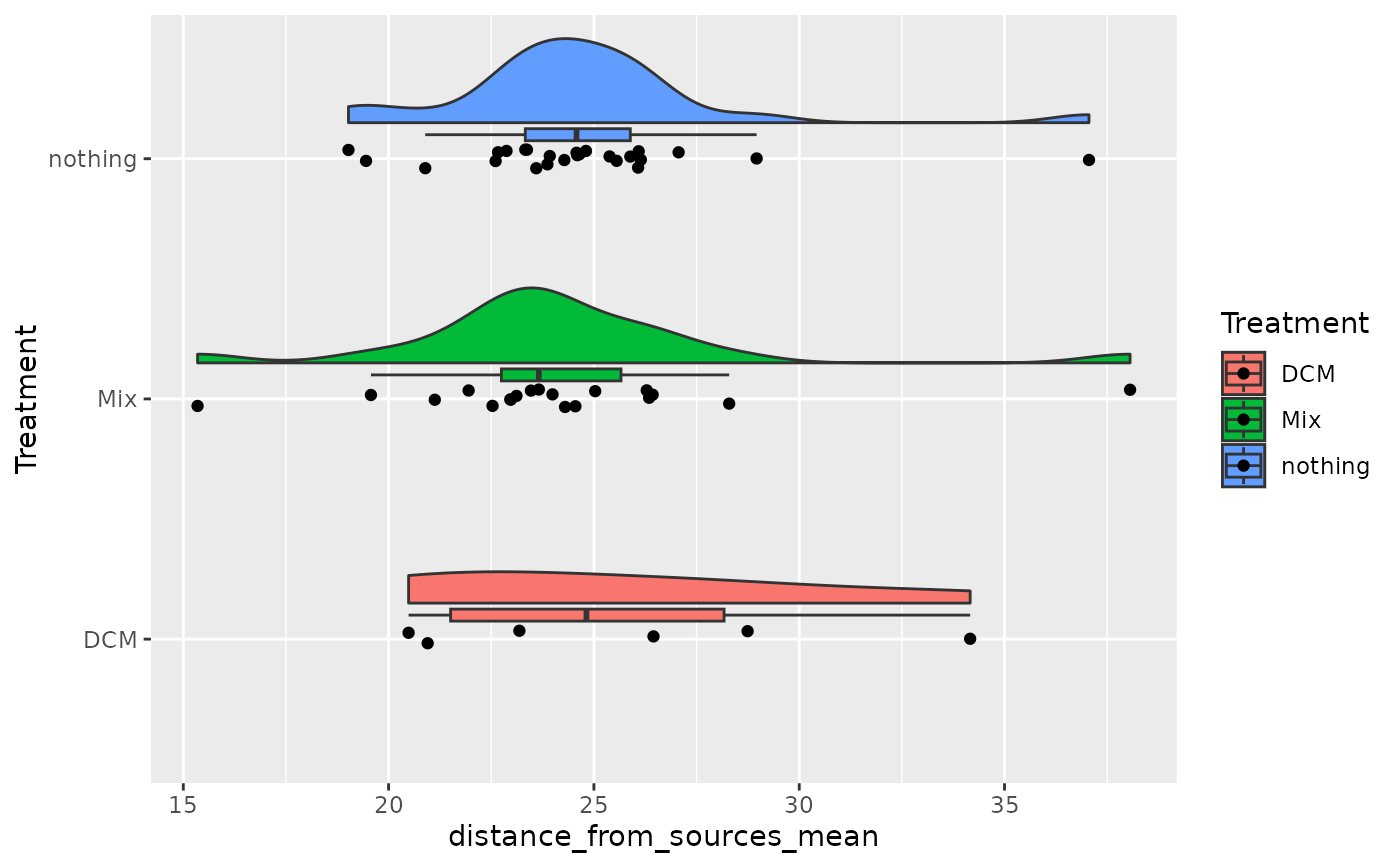 nothing
Mix
DCM
Treatment
15
20
25
30
35
distance_from_sources_mean
Treatment
DCM
Mix
nothing